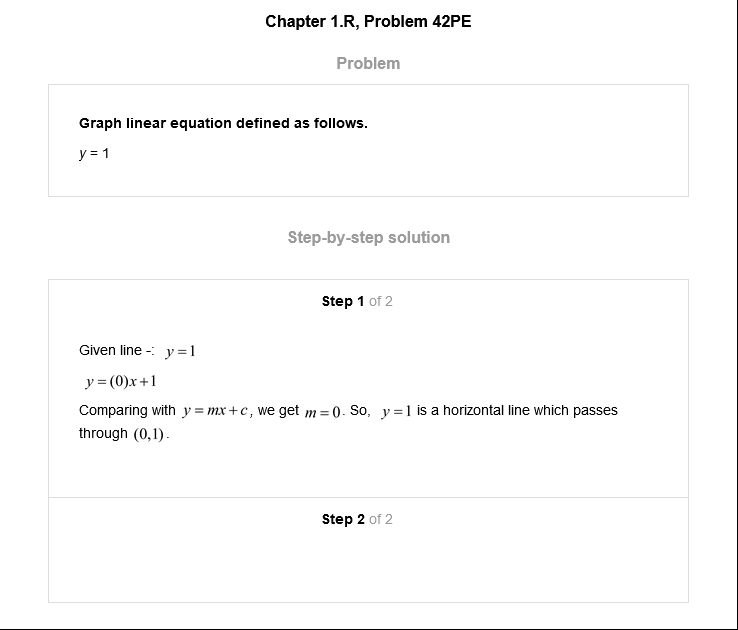 Chapter 1.R, Problem 42PE
Problem
Graph linear equation defined as follows.
y = 1
Step-by-step solution
Step 1 of 2
Given line -: y = 1
y = (0)x + 1
Comparing with y = mx + c, we get m = 0. So, y = 1 is a horizontal line which passes
through (0,1).
Step 2 of 2